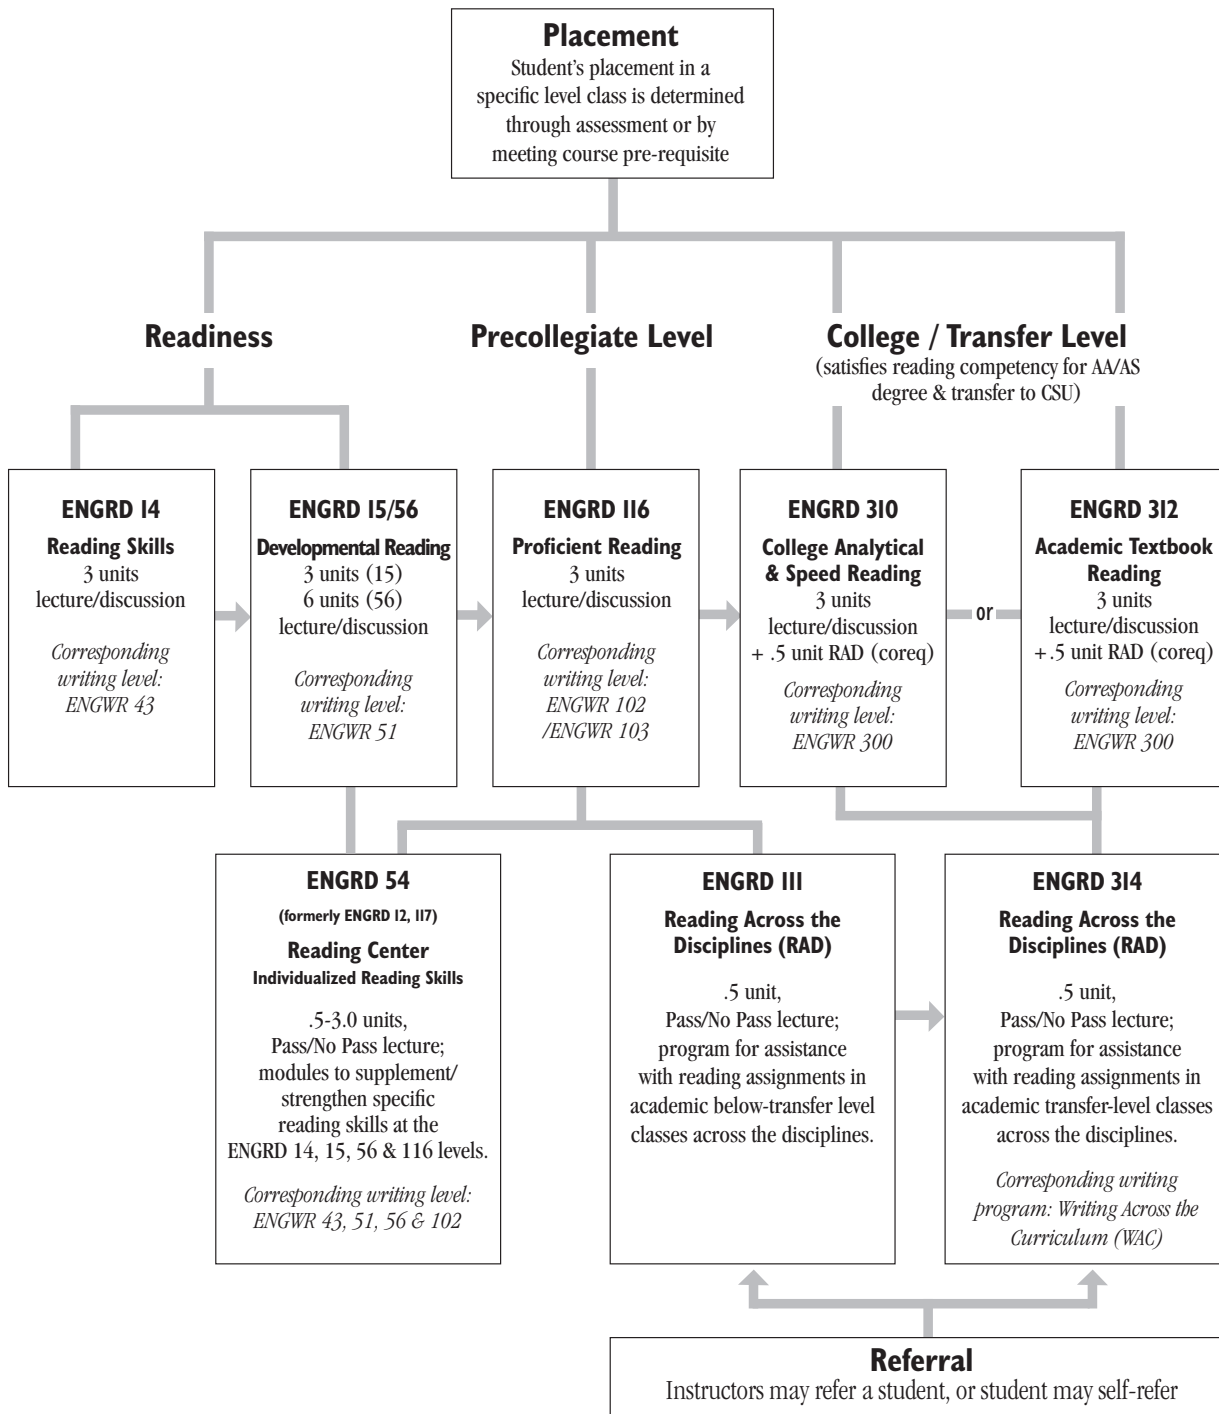 Placement
Student’s placement in a
specific level class is determined
through assessment or by
meeting course pre-requisite
Readiness
Precollegiate Level
College / Transfer Level
(satisfies reading competency for AA/AS
degree & transfer to CSU)
ENGRD 14
Reading Skills
3 units
lecture/discussion
Corresponding
writing level:
ENGWR 43
ENGRD 15/56
Developmental Reading
3 units (15)
6 units (56)
lecture/discussion
Corresponding
writing level:
ENGWR 51
ENGRD 116
Proficient Reading
3 units
lecture/discussion
Corresponding
writing level:
ENGWR 102
/ENGWR 103
ENGRD 310
College Analytical
& Speed Reading
3 units
lecture/discussion
+ .5 unit RAD (coreq)
Corresponding
writing level:
ENGWR 300
or
ENGRD 312
Academic Textbook
Reading
3 units
lecture/discussion
+ .5 unit RAD (coreq)
Corresponding
writing level:
ENGWR 300
ENGRD 54
(formerly ENGRD 12, 117)
Reading Center
Individualized Reading Skills
.5-3.0 units,
Pass/No Pass lecture;
modules to supplement/
strengthen specific
reading skills at the
ENGRD 14, 15, 56 & 116 levels.
Corresponding writing level:
ENGWR 43, 51, 56 & 102
ENGRD 111
Reading Across the
Disciplines (RAD)
.5 unit,
Pass/No Pass lecture;
program for assistance
with reading assignments in
academic below-transfer level
classes across the disciplines.
ENGRD 314
Reading Across the
Disciplines (RAD)
.5 unit,
Pass/No Pass lecture;
program for assistance
with reading assignments in
academic transfer-level classes
across the disciplines.
Corresponding writing
program: Writing Across the
Curriculum (WAC)
Referral
Instructors may refer a student, or student may self-refer